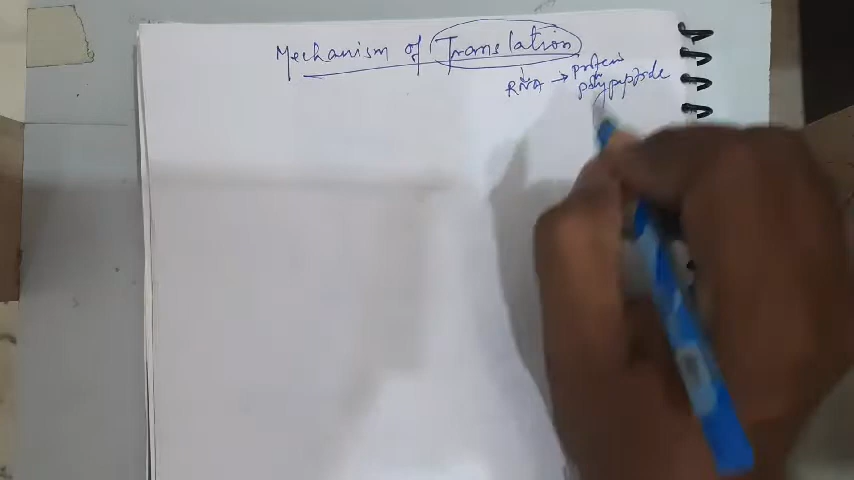 Mechanism of Translation
RNA → Protein
polypeptide